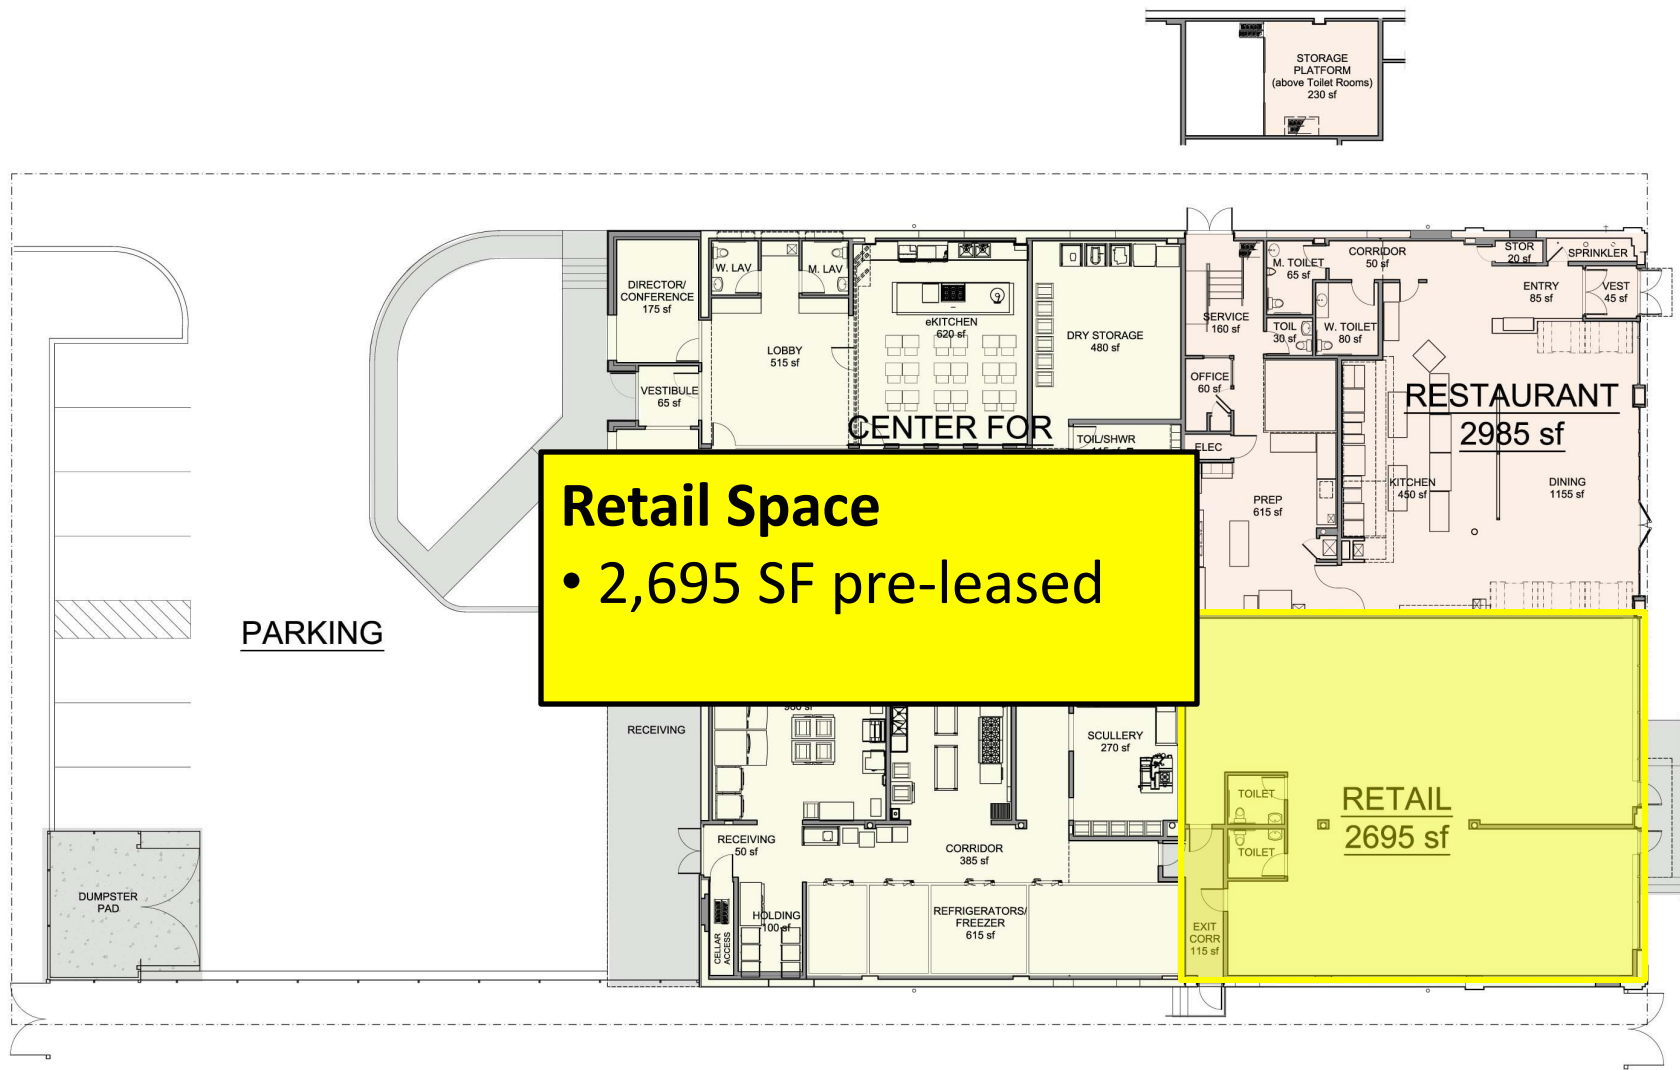 STORAGE
PLATFORM
(above Toilet Rooms)
230 sf
W. LAV
M. LAV
DIRECTOR/
CONFERENCE
175 sf
LOBBY
515 sf
VESTIBULE
65 sf
eKITCHEN
620 sf
DRY STORAGE
480 sf
CENTER FOR
TOIL/SHWR
SERVICE
160 sf
M. TOILET
65 sf
TOIL
30 sf
W. TOILET
80 sf
CORRIDOR
50 sf
STOR
20 sf
SPRINKLER
ENTRY
85 sf
VEST
45 sf
OFFICE
60 sf
ELEC
PREP
615 sf
KITCHEN
450 sf
RESTAURANT
2985 sf
DINING
1155 sf
Retail Space
• 2,695 SF pre-leased
PARKING
RECEIVING
SCULLERY
270 sf
RECEIVING
50 sf
CORRIDOR
385 sf
HOLDING
100 sf
CELLAR
ACCESS
REFRIGERATORS/
FREEZER
615 sf
DUMPSTER
PAD
TOILET
TOILET
RETAIL
2695 sf
EXIT
CORR
115 sf